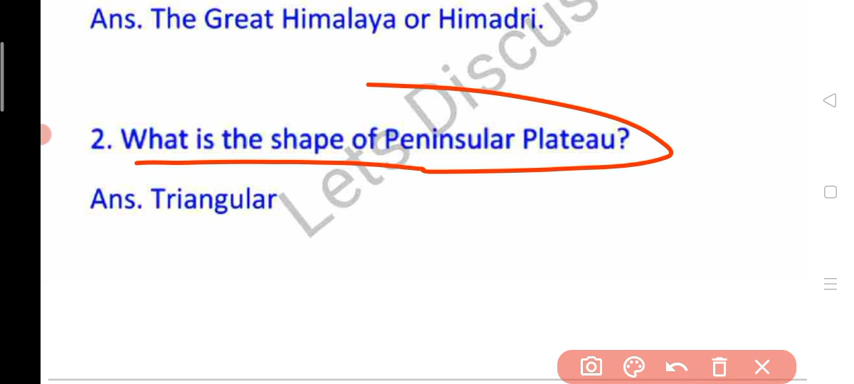 Ans. The Great Himalaya or Himadri.
2. What is the shape of Peninsular Plateau?
Ans. Triangular
Lets Discus